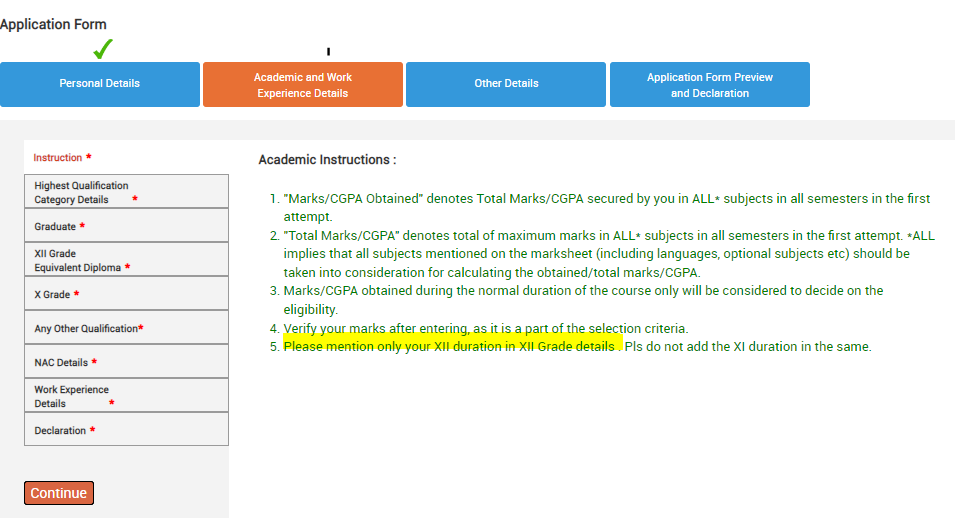 Application Form
Personal Details
Academic and Work
Experience Details
Other Details
Application Form Preview
and Declaration
Instruction *
Highest Qualification
Category Details *
Graduate *
XII Grade
Equivalent Diploma *
X Grade *
Any Other Qualification*
NAC Details *
Work Experience
Details *
Declaration *
Continue
Academic Instructions :
1. "Marks/CGPA Obtained" denotes Total Marks/CGPA secured by you in ALL* subjects in all semesters in the first
attempt.
2. "Total Marks/CGPA" denotes total of maximum marks in ALL* subjects in all semesters in the first attempt. *ALL
implies that all subjects mentioned on the marksheet (including languages, optional subjects etc) should be
taken into consideration for calculating the obtained/total marks/CGPA.
3. Marks/CGPA obtained during the normal duration of the course only will be considered to decide on the
eligibility.
4. Verify your marks after entering, as it is a part of the selection criteria.
5. Please mention only your XII duration in XII Grade details . Pls do not add the XI duration in the same.